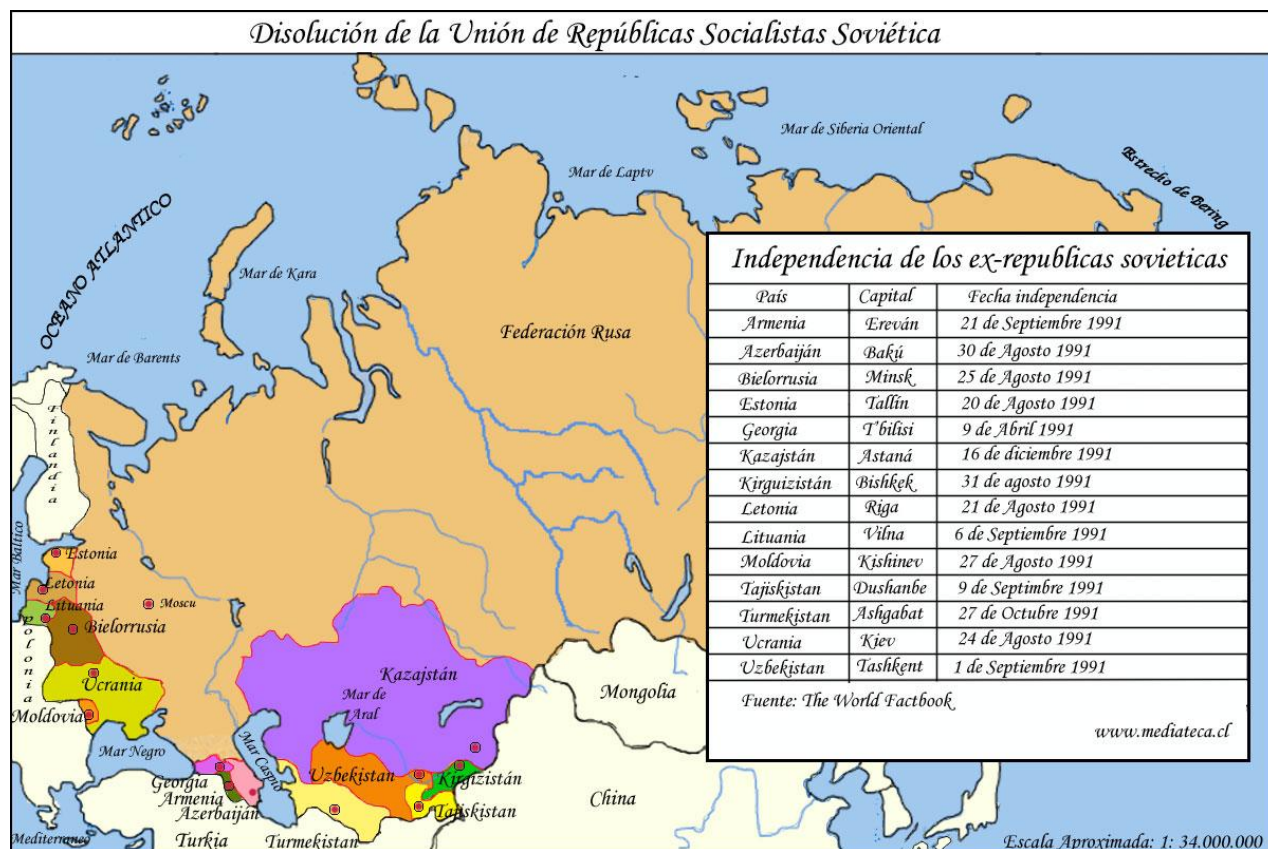 Disolución de la Unión de Repúblicas Socialistas Soviética
Mar de Siberia Oriental
Estrecho de Bering
Mar de Laptv
OCEANO ATLANTICO
Mar de Kara
Mar de Barents
Federación Rusa
Finlandia
Mar Baltico
Estonia
Letonia
Lituania
Moscu
Bielorrusia
polonia
Ucrania
Moldovia
Mar Negro
Kazajstán
Mar de
Aral
Mongolia
Mar Caspio
Georgia
Armenia
Azerbaiján
Uzbekistan
Kirgizistán
Tajiskistan
China
Mediterraneo
Turkia
Turmekistan
Independencia de los ex-republicas sovieticas
País Capital Fecha independencia
Armenia Ereván 21 de Septiembre 1991
Azerbaiján Bakú 30 de Agosto 1991
Bielorrusia Minsk 25 de Agosto 1991
Estonia Tallín 20 de Agosto 1991
Georgia T'bilisi 9 de Abril 1991
Kazajstán Astaná 16 de diciembre 1991
Kirguizistán Bishkek 31 de agosto 1991
Letonia Riga 21 de Agosto 1991
Lituania Vilna 6 de Septiembre 1991
Moldovia Kishinev 27 de Agosto 1991
Tajiskistan Dushanbe 9 de Septimbre 1991
Turmekistan Ashgabat 27 de Octubre 1991
Ucrania Kiev 24 de Agosto 1991
Uzbekistan Tashkent 1 de Septiembre 1991
Fuente: The World Factbook
www.mediateca.cl
Escala Aproximada: 1: 34.000.000